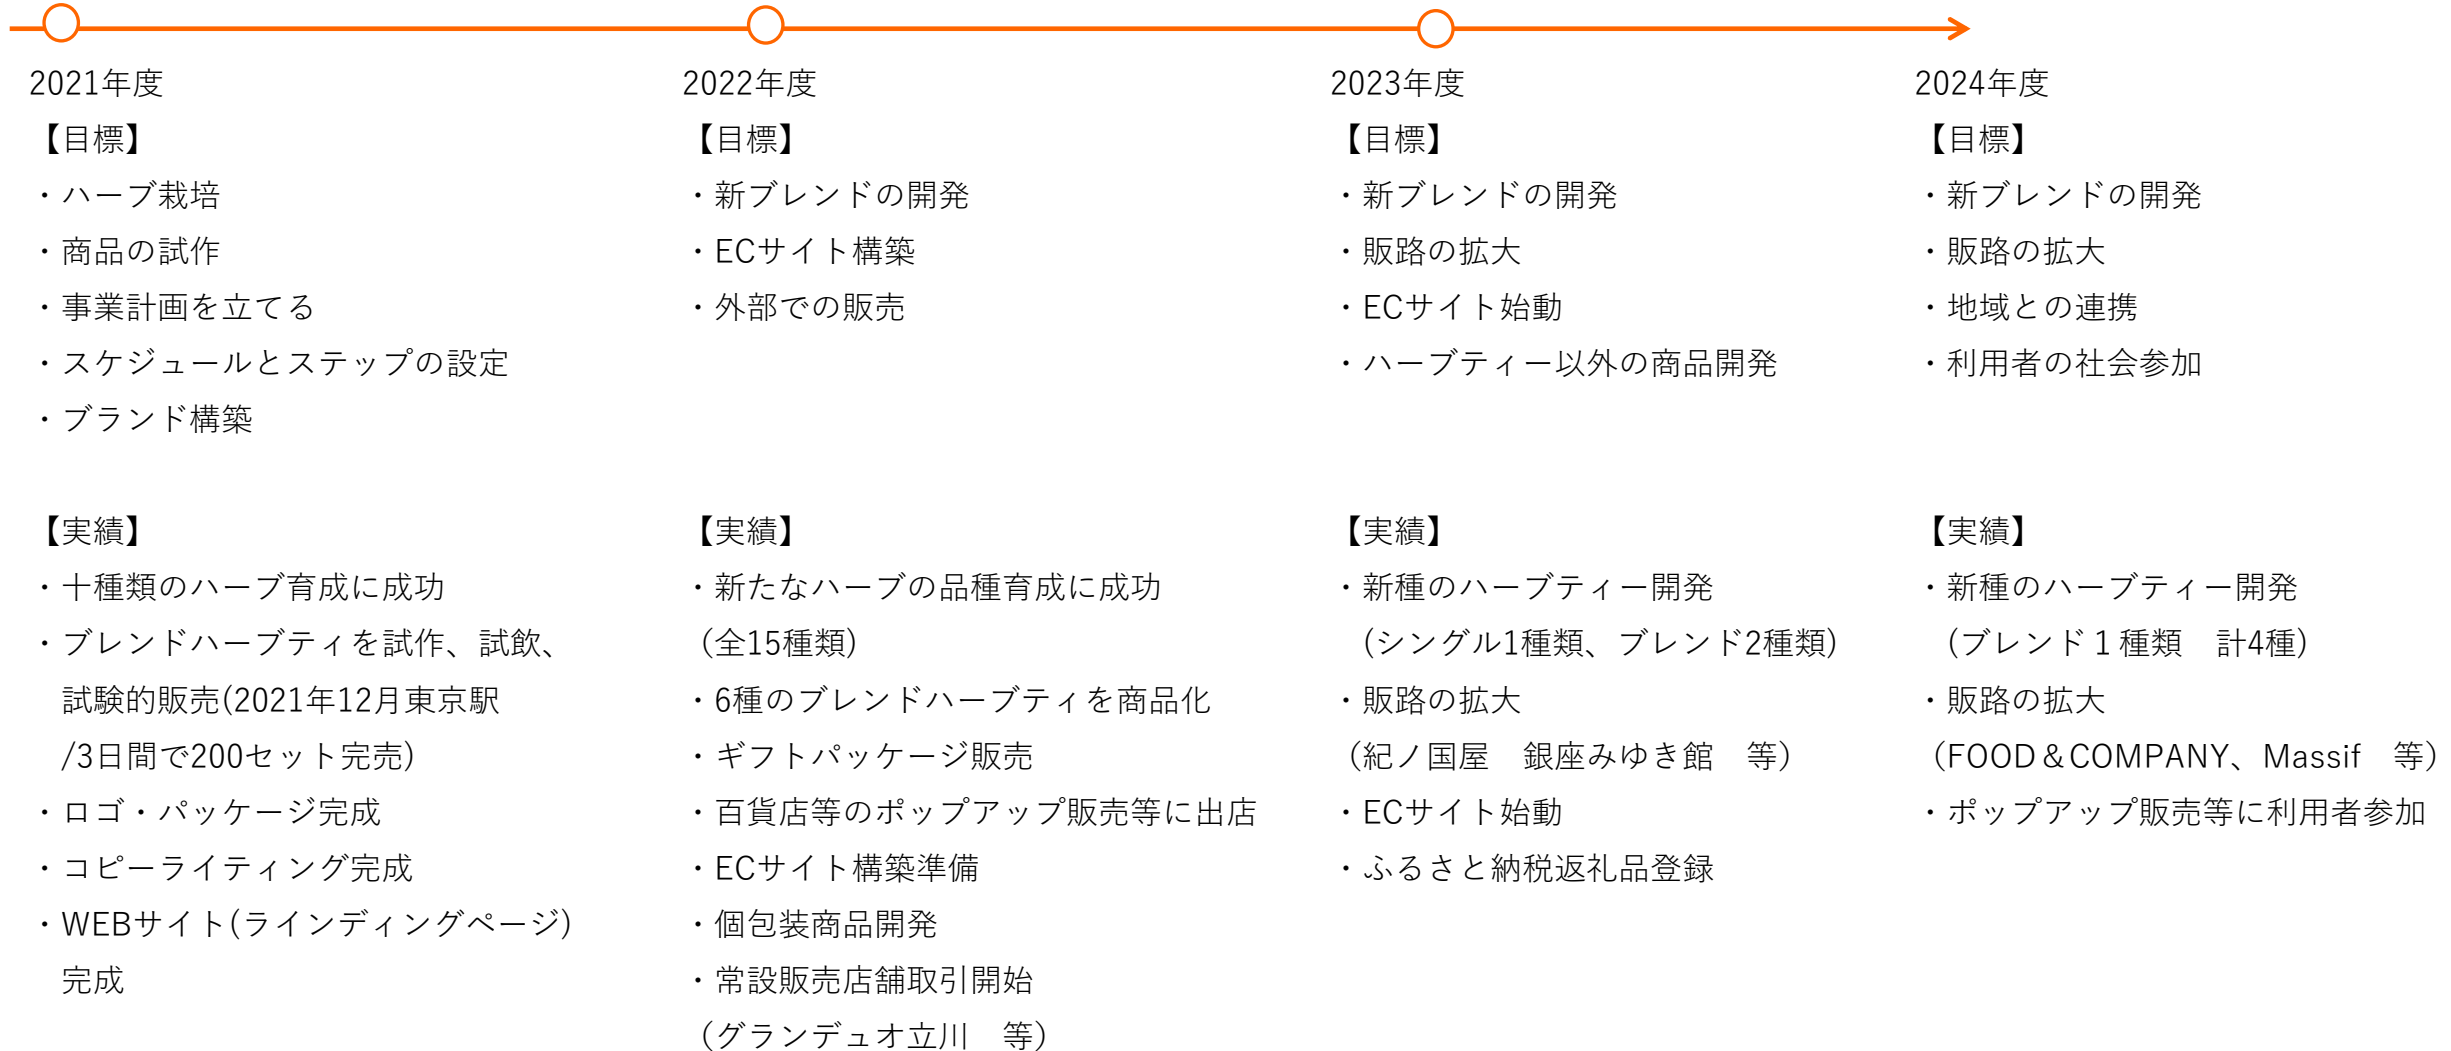 2021年度
【目標】
・ハーブ栽培
・商品の試作
・事業計画を立てる
・スケジュールとステップの設定
・ブランド構築
【実績】
・十種類のハーブ育成に成功
・ブレンドハーブティを試作、試飲、
試験的販売(2021年12月東京駅
/3日間で200セット完売)
・ロゴ・パッケージ完成
・コピーライティング完成
・WEBサイト(ラインディングページ)
完成
2022年度
【目標】
・新ブレンドの開発
・ECサイト構築
・外部での販売
【実績】
・新たなハーブの品種育成に成功
(全15種類)
・6種のブレンドハーブティを商品化
・ギフトパッケージ販売
・百貨店等のポップアップ販売等に出店
・ECサイト構築準備
・個包装商品開発
・常設販売店舗取引開始
（グランデュオ立川　等）
2023年度
【目標】
・新ブレンドの開発
・販路の拡大
・ECサイト始動
・ハーブティー以外の商品開発
【実績】
・新種のハーブティー開発
(シングル1種類、ブレンド2種類)
・販路の拡大
（紀ノ国屋　銀座みゆき館　等）
・ECサイト始動
・ふるさと納税返礼品登録
2024年度
【目標】
・新ブレンドの開発
・販路の拡大
・地域との連携
・利用者の社会参加
【実績】
・新種のハーブティー開発
(ブレンド１種類　計4種)
・販路の拡大
（FOOD＆COMPANY、Massif　等）
・ポップアップ販売等に利用者参加